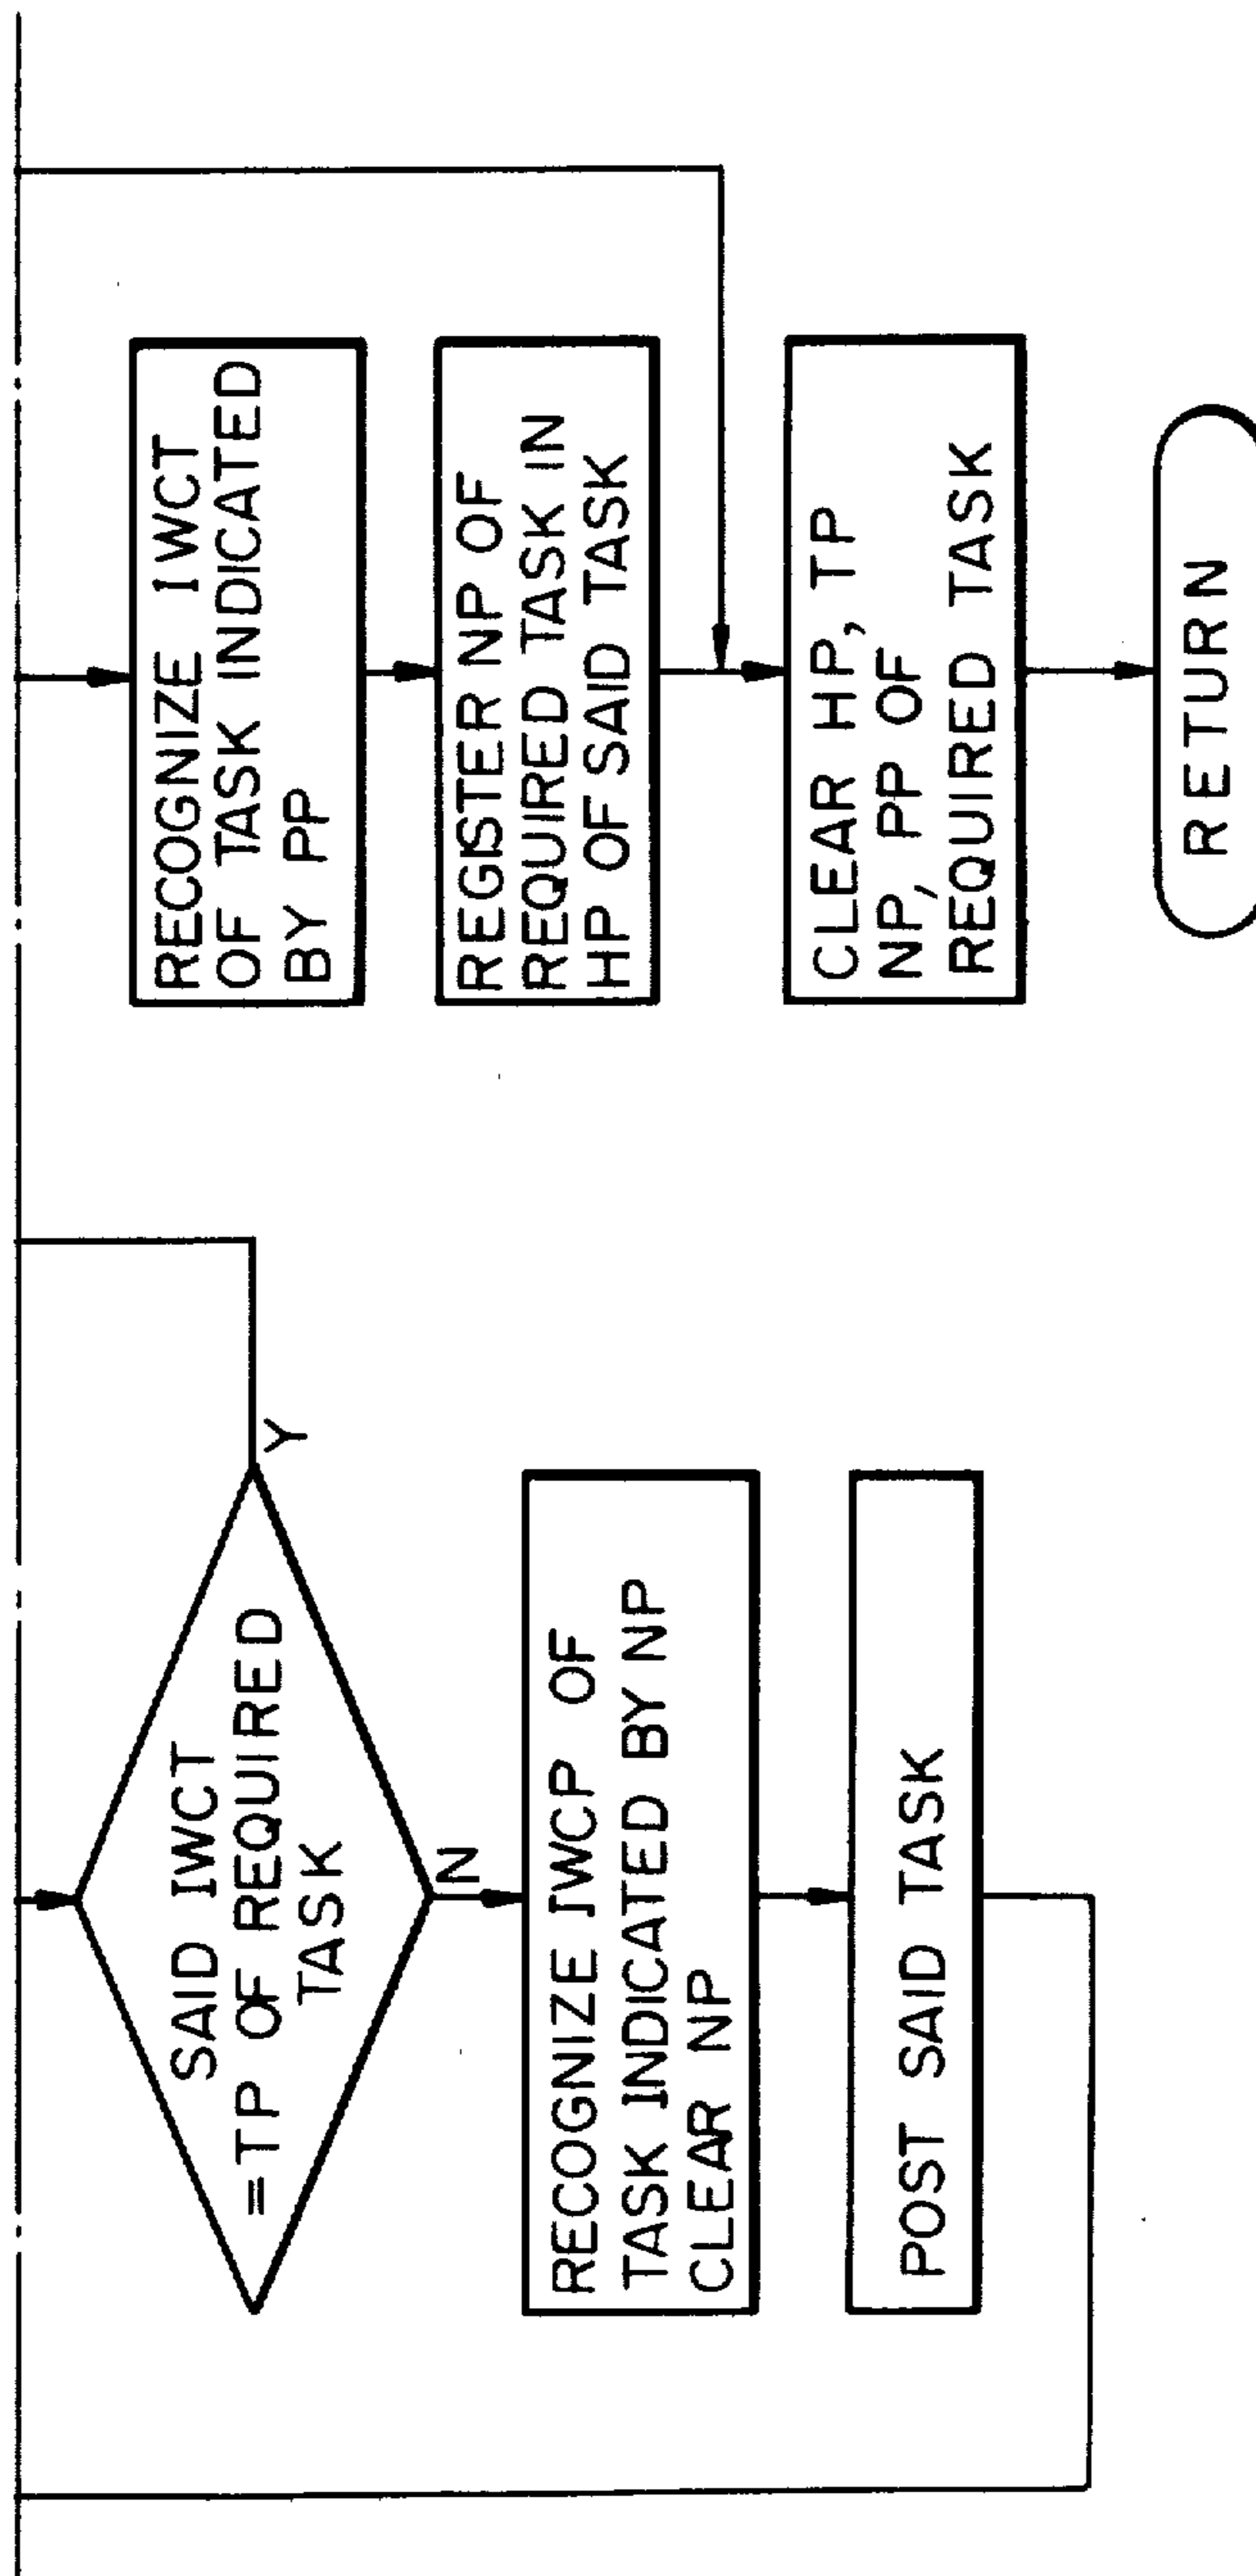 SAID IWCT
=TP OF REQUIRED
TASK
Y
N
RECOGNIZE IWCP OF
TASK INDICATED BY NP
CLEAR NP
POST SAID TASK
RECOGNIZE IWCT
OF TASK INDICATED
BY PP
REGISTER NP OF
REQUIRED TASK IN
HP OF SAID TASK
CLEAR HP, TP
NP, PP OF
REQUIRED TASK
RETURN